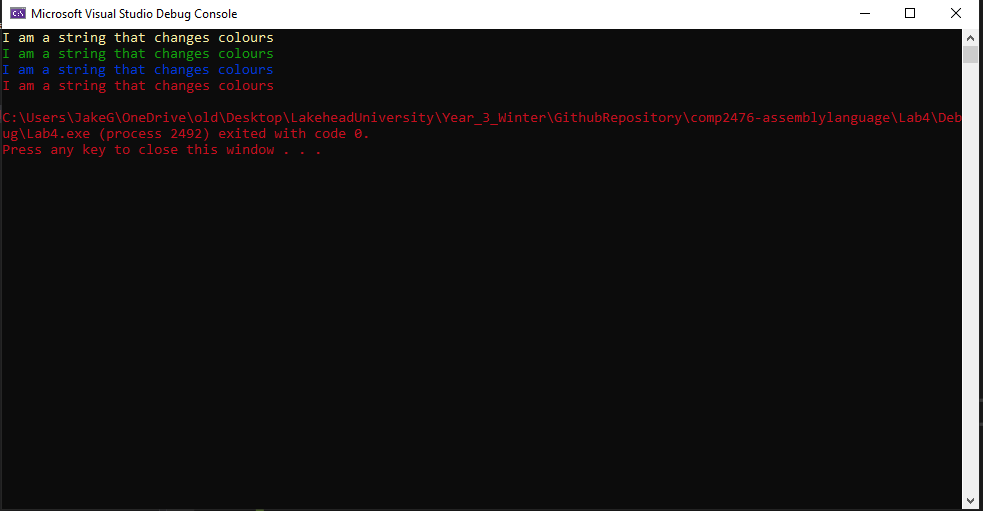 Microsoft Visual Studio Debug Console
I am a string that changes colours
I am a string that changes colours
I am a string that changes colours
I am a string that changes colours
C:\Users\JakeG\OneDrive\old\Desktop\LakeheadUniversity\Year_3_Winter\GithubRepository\comp2476-assemblylanguage\Lab4\Deb
ug\Lab4.exe (process 2492) exited with code 0.
Press any key to close this window . . .